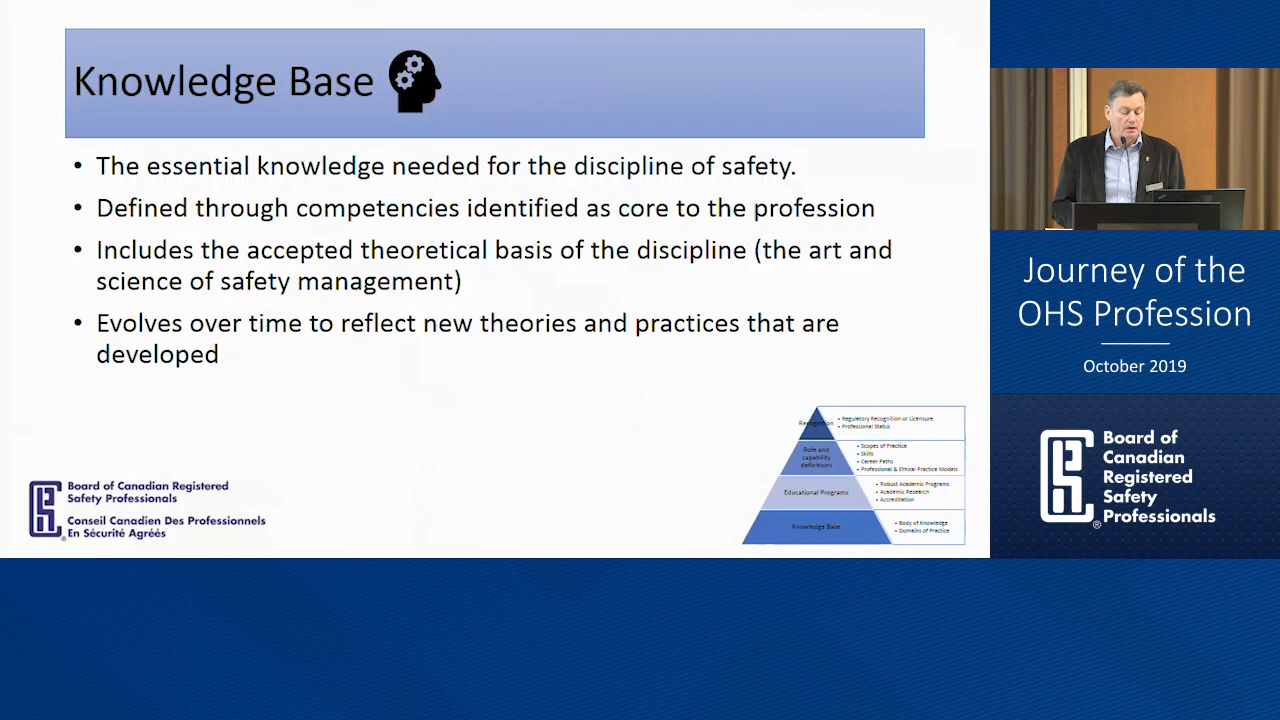 Knowledge Base
• The essential knowledge needed for the discipline of safety.
• Defined through competencies identified as core to the profession
• Includes the accepted theoretical basis of the discipline (the art and
science of safety management)
• Evolves over time to reflect new theories and practices that are
developed
Recognition
• Regulatory Recognition or Licensure
• Professional Status
Role and
capability
definitions
• Scopes of Practice
• Skills
• Career Paths
• Professional & Ethical Practice Models
Educational Programs
• Robust Academic Programs
• Academic Research
• Accreditation
Knowledge Base
• Body of Knowledge
• Domains of Practice
Board of Canadian Registered
Safety Professionals
Conseil Canadien Des Professionnels
En Sécurité Agréés
®
Journey of the
OHS Profession
October 2019
Board of
Canadian
Registered
Safety
Professionals
®